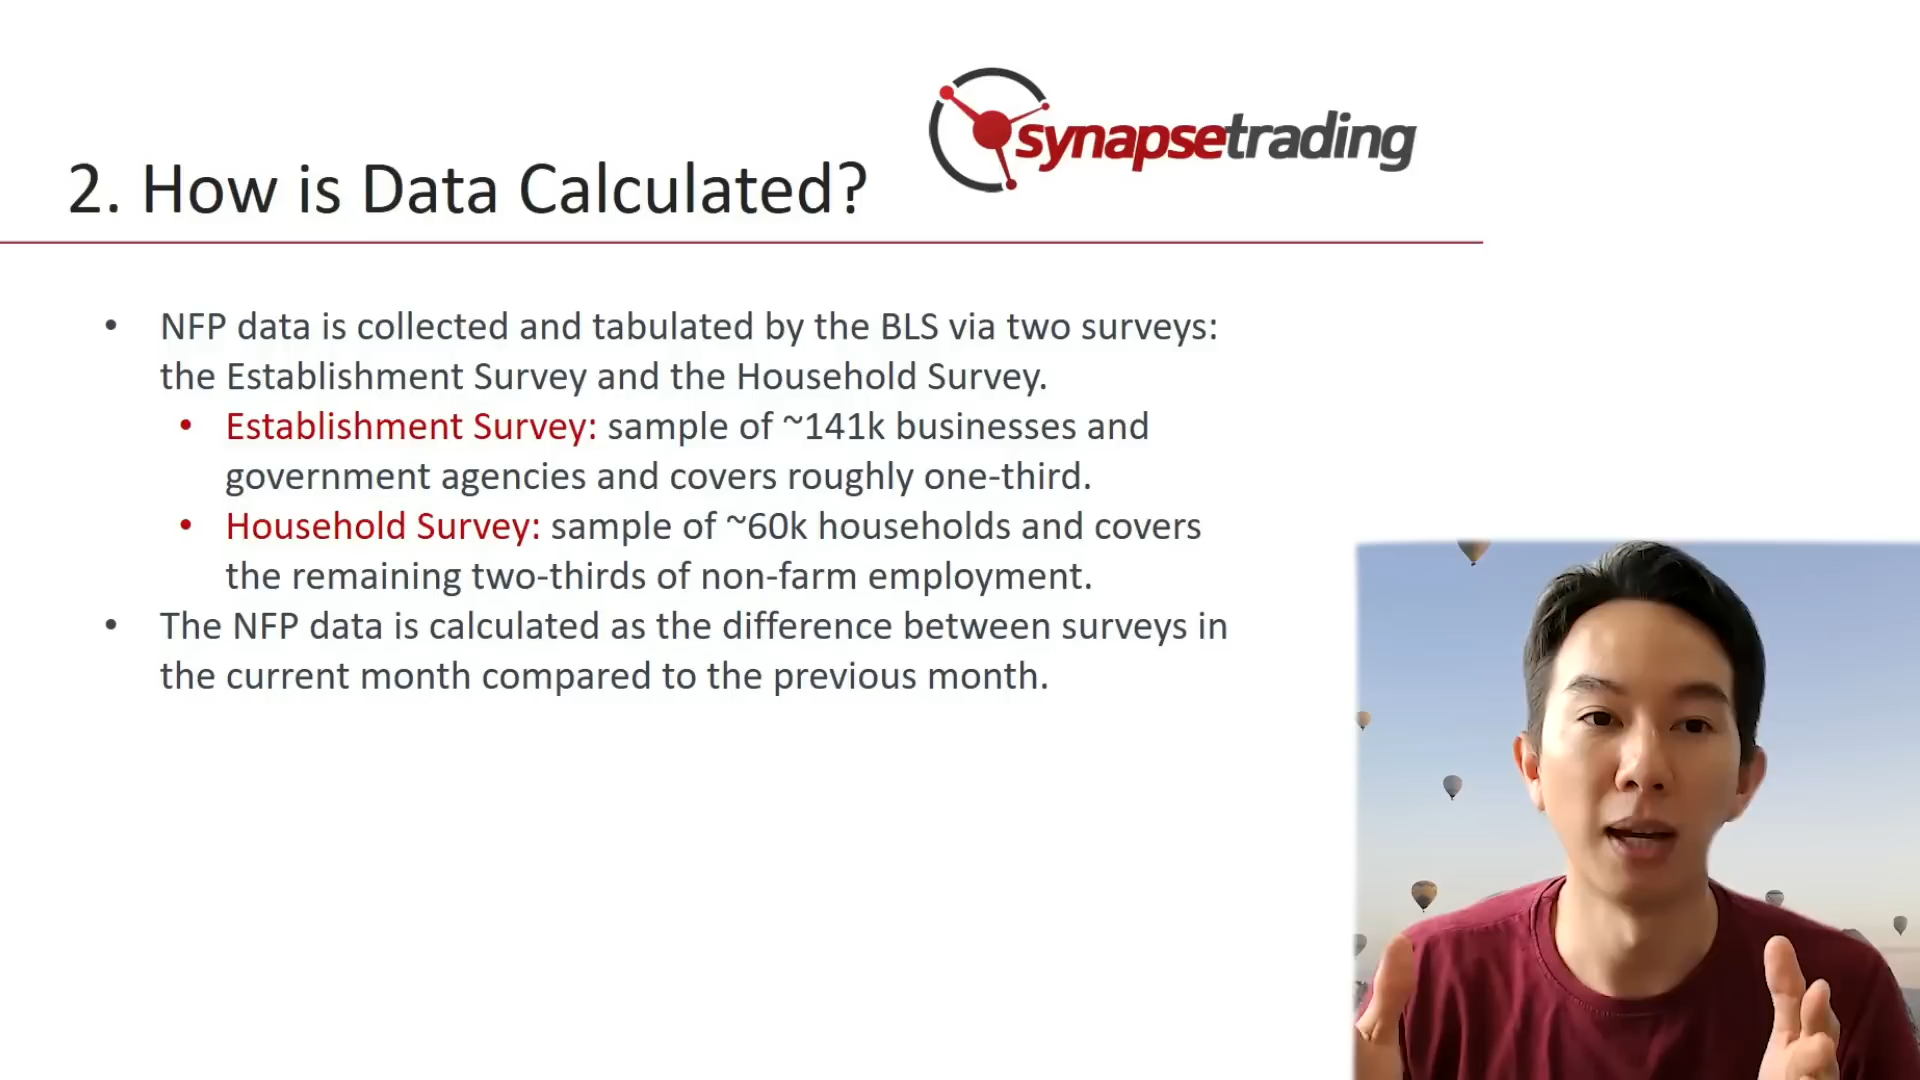 synapsetrading
2. How is Data Calculated?
• NFP data is collected and tabulated by the BLS via two surveys:
the Establishment Survey and the Household Survey.
• Establishment Survey: sample of ~141k businesses and
government agencies and covers roughly one-third.
• Household Survey: sample of ~60k households and covers
the remaining two-thirds of non-farm employment.
• The NFP data is calculated as the difference between surveys in
the current month compared to the previous month.